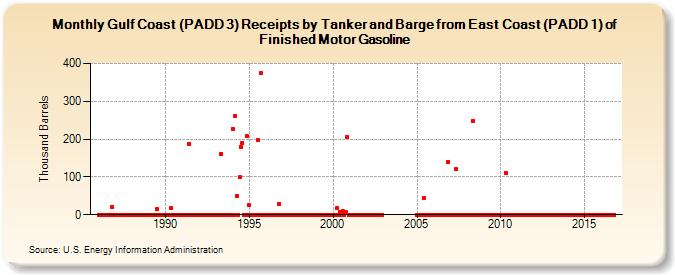 Monthly Gulf Coast (PADD 3) Receipts by Tanker and Barge from East Coast (PADD 1) of
Finished Motor Gasoline
Thousand Barrels
400
300
200
100
0
1990
1995
2000
2005
2010
2015
Source: U.S. Energy Information Administration